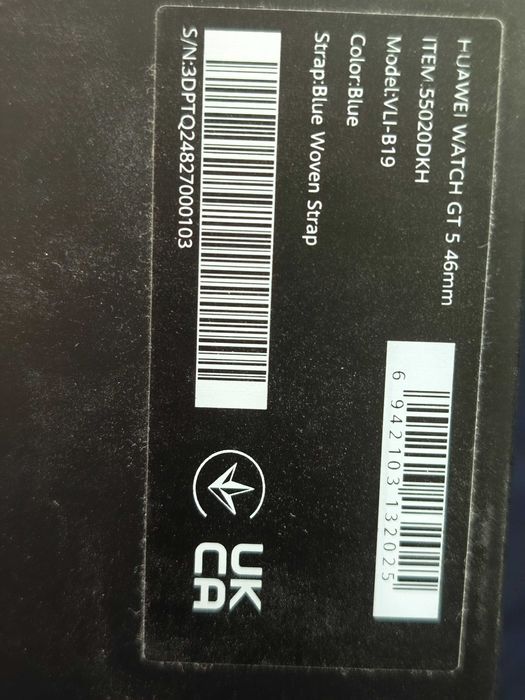 HUAWEI WATCH GT 5 46mm
ITEM:55020DKH
Model:VLI-B19
Color:Blue
Strap:Blue Woven Strap
S/N:3DPTQ24827000103
6 942103 132025
UK
CA